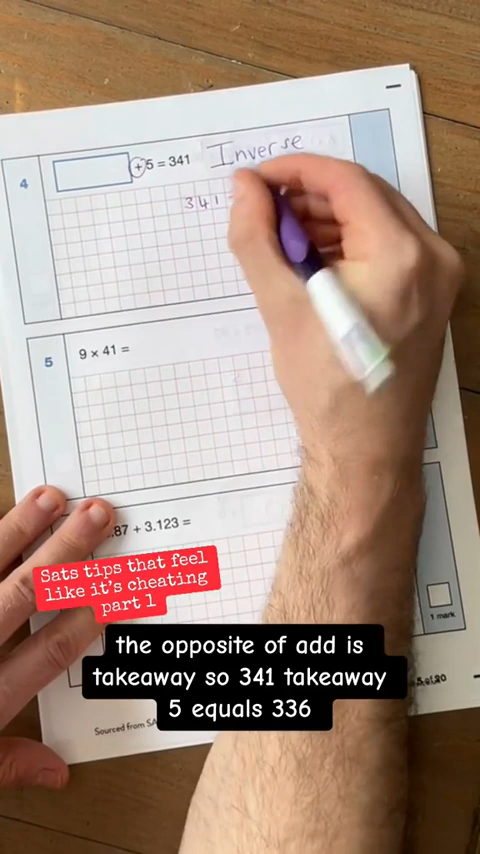 4
+ 5 = 341
Inverse
341
5
9 × 41 =
.87 + 3.123 =
Sats tips that feel
like it's cheating
part 1
1 mark
the opposite of add is
takeaway so 341 takeaway
5 equals 336
Sourced from SA